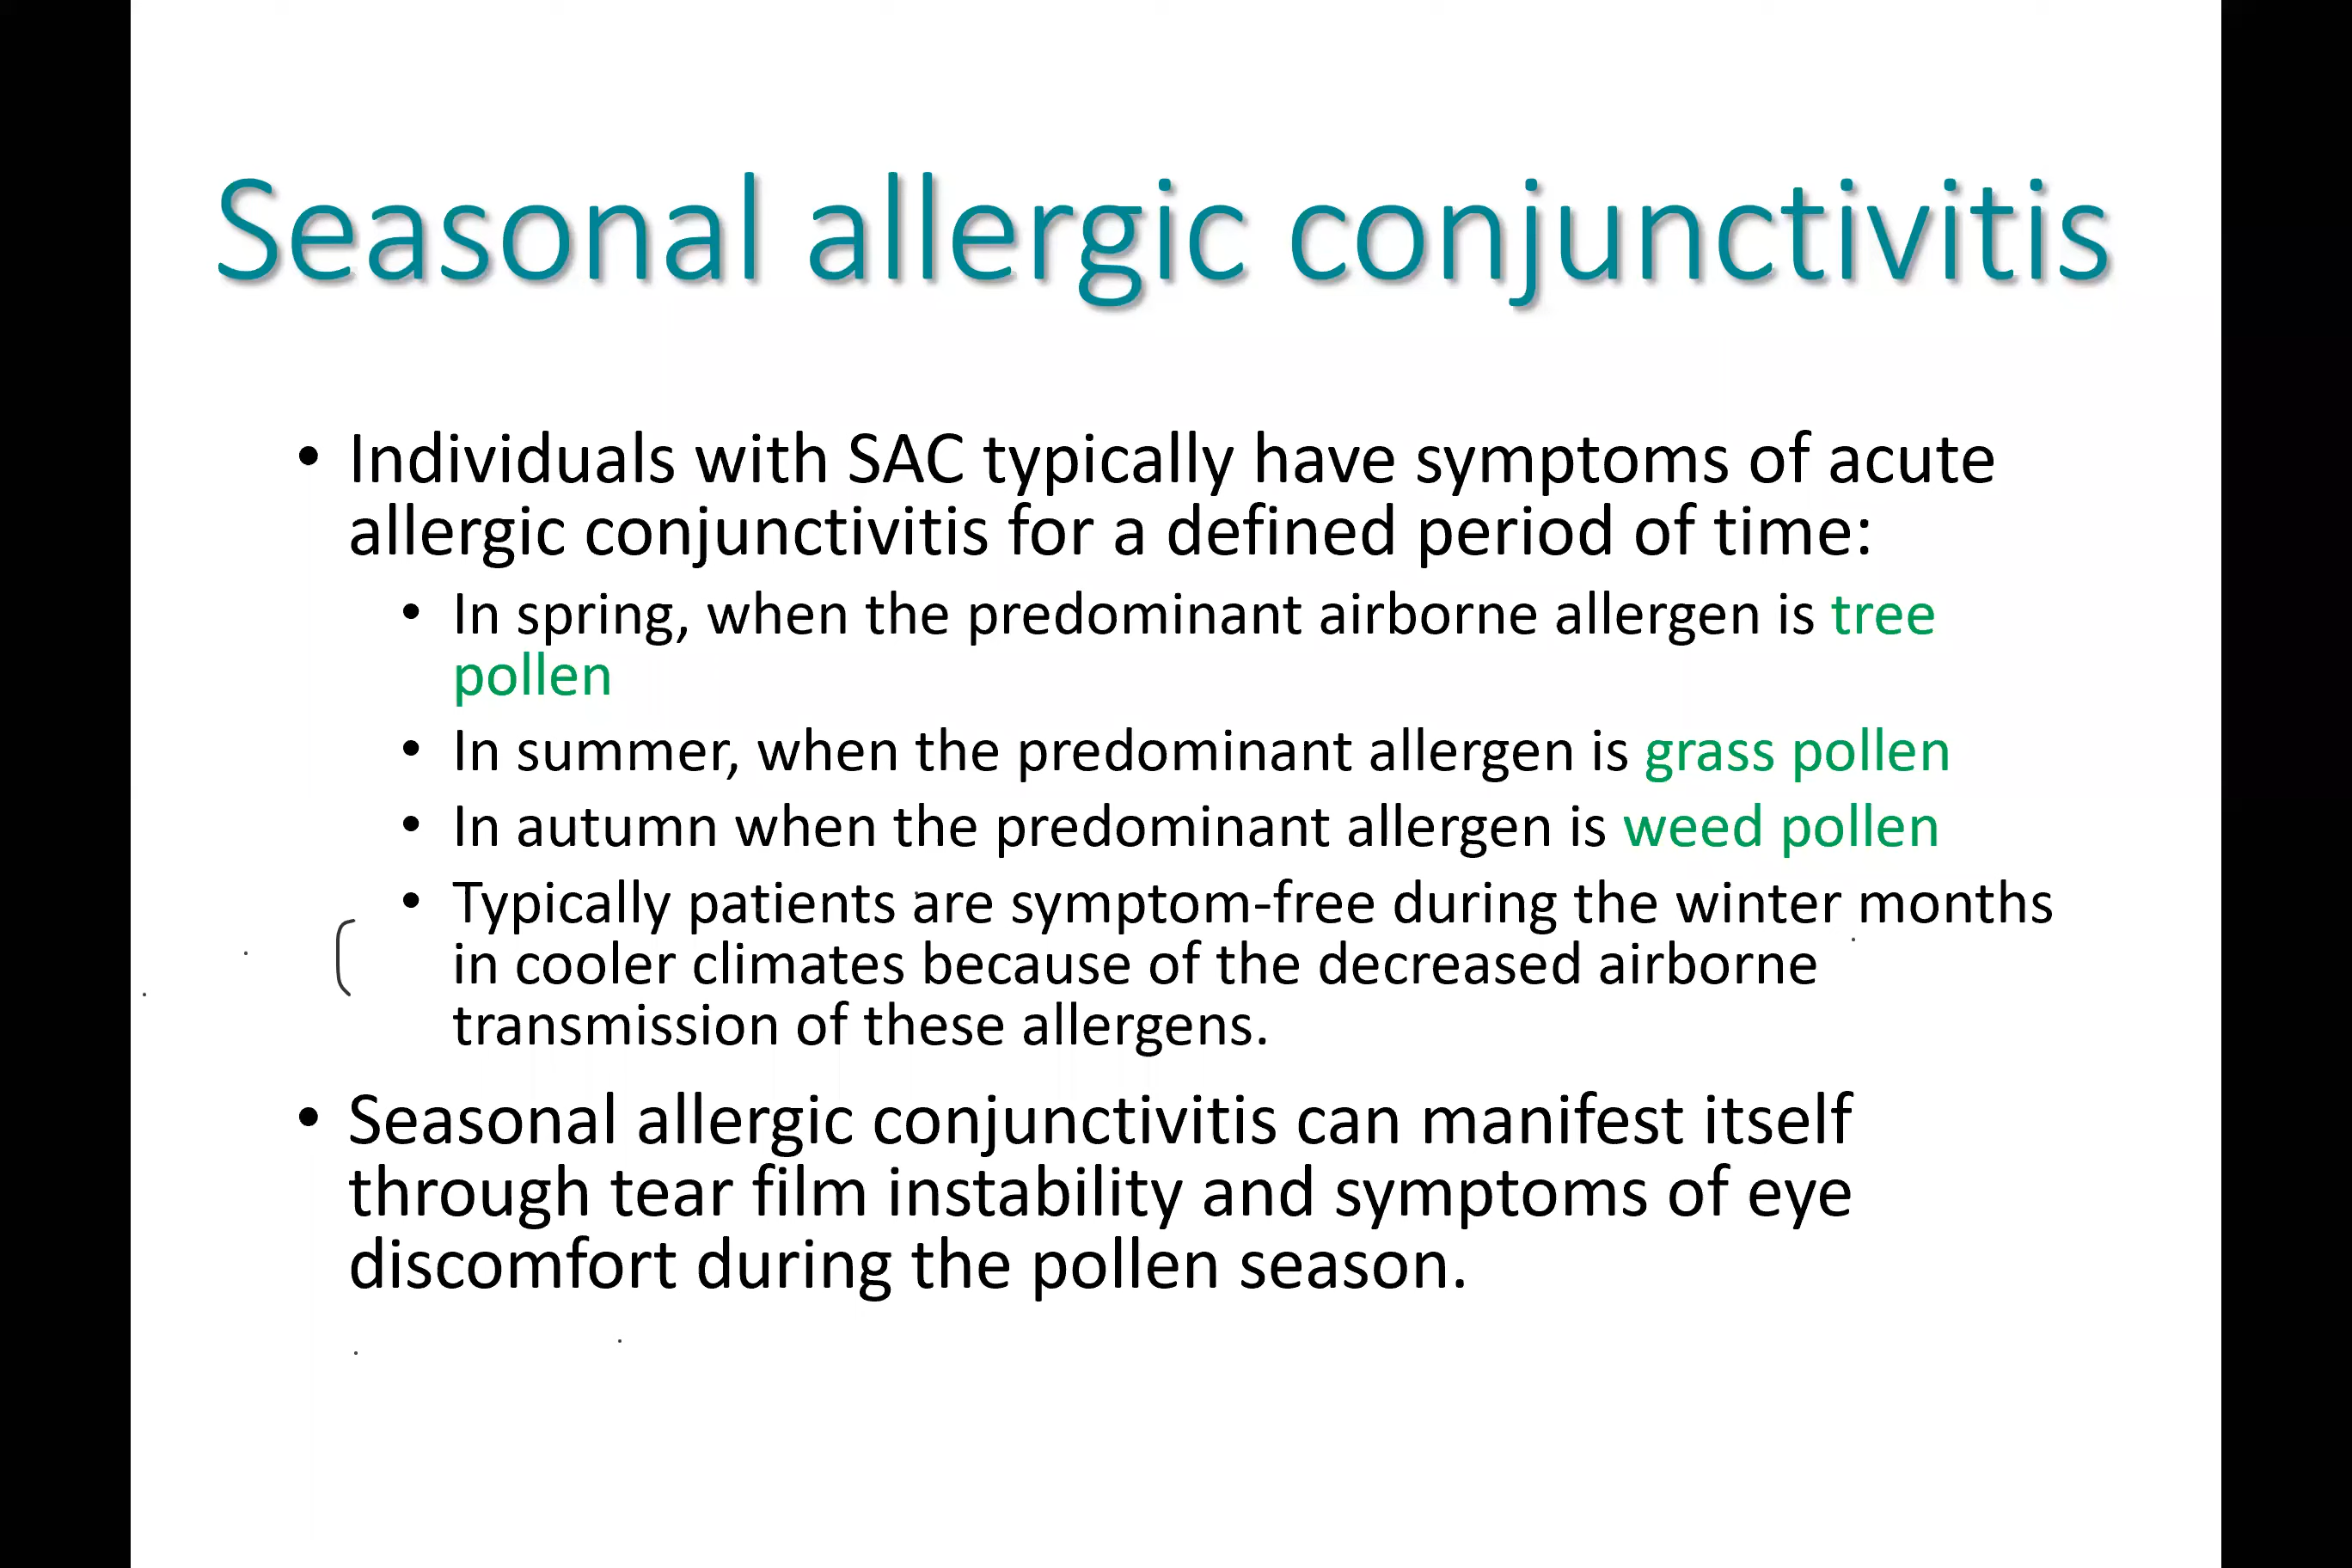 Seasonal allergic conjunctivitis
• Individuals with SAC typically have symptoms of acute
allergic conjunctivitis for a defined period of time:
• In spring, when the predominant airborne allergen is tree
pollen
• In summer, when the predominant allergen is grass pollen
• In autumn when the predominant allergen is weed pollen
• Typically patients are symptom-free during the winter months
in cooler climates because of the decreased airborne
transmission of these allergens.
• Seasonal allergic conjunctivitis can manifest itself
through tear film instability and symptoms of eye
discomfort during the pollen season.